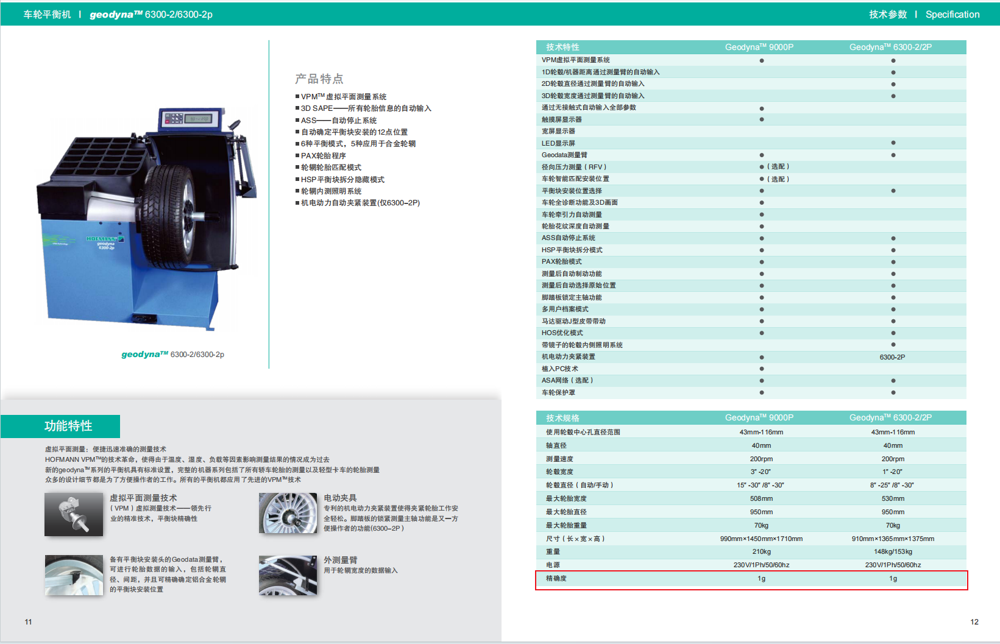 车轮平衡机 | geodyna™ 6300-2/6300-2p
技术参数 | Specification
产品特点
■VPM™ 虚拟平面测量系统
■3D SAPE——所有轮胎信息的自动输入
■ASS——自动停止系统
■自动确定平衡块安装的12点位置
■6种平衡模式，5种应用于合金轮辋
■PAX轮胎程序
■轮辋轮胎匹配模式
■HSP平衡块拆分隐藏模式
■轮辋内测照明系统
■机电动力自动夹紧装置(仅6300-2P)
HOFMANN
geodyna
6300-2p
geodyna™ 6300-2/6300-2p
功能特性
虚拟平面测量：便捷迅速准确的测量技术
HOFMANN VPM™的技术革命，使得由于温度、湿度、负载等因素影响测量结果的情况成为过去
新的geodyna™系列的平衡机具有标准设置，完整的机器系列包括了所有轿车轮胎的测量以及轻型卡车的轮胎测量
众多的设计细节都是为了方便操作者的工作。所有的平衡机都应用了先进的VPM™技术
虚拟平面测量技术
（VPM）虚拟测量技术——领先行
业的精准技术，平衡块精确性
电动夹具
专利的机电动力夹紧装置使得夹紧轮胎工作安
全轻松。脚踏板的锁紧测量主轴功能是又一方
便操作者的功能(6300-2P）
备有平衡块安装头的Geodata测量臂，
可进行轮胎数据的输入，包括轮辋直
径、间距，并且可精确确定铝合金轮辋
的平衡块安装位置
外测量臂
用于轮辋宽度的数据输入
11
技术特性 Geodyna™ 9000P Geodyna™ 6300-2/2P
VPM虚拟平面测量系统 ● ●
1D轮毂/机器距离通过测量臂的自动输入 ●
2D轮毂直径通过测量臂的自动输入 ●
3D轮毂宽度通过测量臂的自动输入 ●
通过无接触式自动输入全部参数 ●
触摸屏显示器 ●
宽屏显示器
LED显示屏 ●
Geodata测量臂 ● ●
径向压力测量（RFV） ●（选配）
车轮智能匹配安装位置 ●（选配）
平衡块安装位置选择 ● ●
车轮全诊断功能及3D画面 ●
车轮牵引力自动测量 ●
轮胎花纹深度自动测量 ●
ASS自动停止系统 ● ●
HSP平衡块拆分模式 ● ●
PAX轮胎模式 ● ●
测量后自动制动功能 ● ●
测量后自动选择原始位置 ● ●
脚踏板锁定主轴功能 ● ●
多用户档案模式 ● ●
马达驱动J型皮带带动 ● ●
HOS优化模式 ● ●
带镜子的轮毂内侧照明系统 ●
机电动力夹紧装置 ● 6300-2P
植入PC技术 ●
ASA网络（选配） ● ●
车轮保护罩 ● ●
技术规格 Geodyna™ 9000P Geodyna™ 6300-2/2P
使用轮毂中心孔直径范围 43mm-116mm 43mm-116mm
轴直径 40mm 40mm
测量速度 200rpm 200rpm
轮毂宽度 3″ -20″ 1″ -20″
轮毂直径（自动/手动） 15″ -30″ /8″ -30″ 8″ -25″ /8″ -30″
最大轮胎宽度 508mm 530mm
最大轮胎直径 950mm 950mm
最大轮胎重量 70kg 70kg
尺寸（长×宽×高） 990mm×1450mm×1710mm 910mm×1365mm×1375mm
重量 210kg 148kg/153kg
电源 230V/1Ph/50/60hz 230V/1Ph/50/60hz
精确度 1g 1g
12